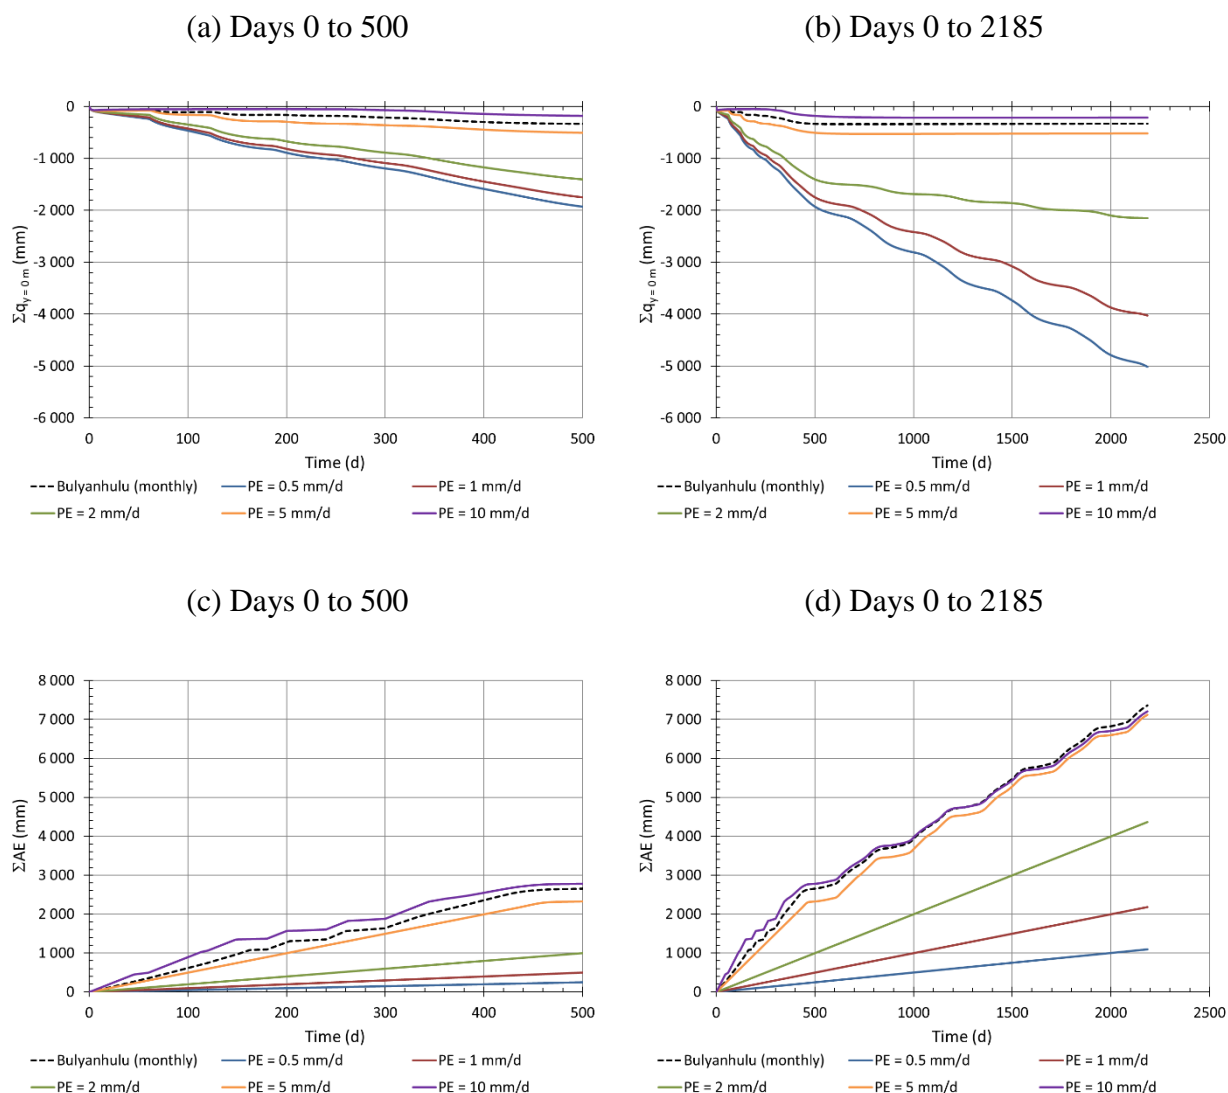 (a) Days 0 to 500
0
-1 000
-2 000
-3 000
-4 000
-5 000
-6 000
Σq y = 0 m (mm)
0 100 200 300 400 500
Time (d)
Bulyanhulu (monthly) PE = 0.5 mm/d PE = 1 mm/d
PE = 2 mm/d PE = 5 mm/d PE = 10 mm/d
(b) Days 0 to 2185
0
-1 000
-2 000
-3 000
-4 000
-5 000
-6 000
Σq y = 0 m (mm)
0 500 1000 1500 2000 2500
Time (d)
Bulyanhulu (monthly) PE = 0.5 mm/d PE = 1 mm/d
PE = 2 mm/d PE = 5 mm/d PE = 10 mm/d
(c) Days 0 to 500
8 000
7 000
6 000
5 000
4 000
3 000
2 000
1 000
0
ΣAE (mm)
0 100 200 300 400 500
Time (d)
Bulyanhulu (monthly) PE = 0.5 mm/d PE = 1 mm/d
PE = 2 mm/d PE = 5 mm/d PE = 10 mm/d
(d) Days 0 to 2185
8 000
7 000
6 000
5 000
4 000
3 000
2 000
1 000
0
ΣAE (mm)
0 500 1000 1500 2000 2500
Time (d)
Bulyanhulu (monthly) PE = 0.5 mm/d PE = 1 mm/d
PE = 2 mm/d PE = 5 mm/d PE = 10 mm/d